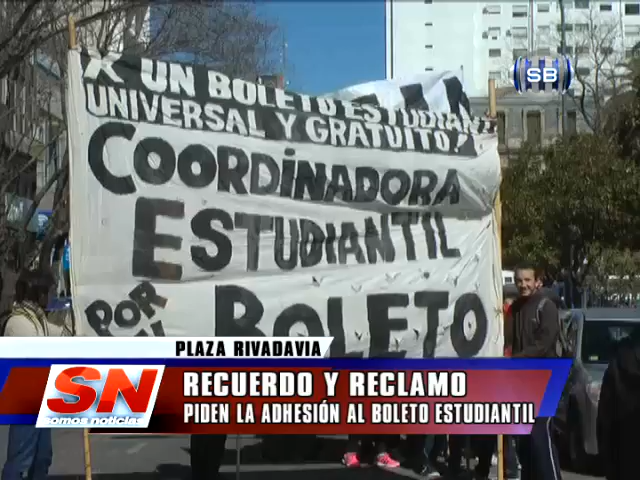 X UN BOLETO ESTUDIANTIL
UNIVERSAL Y GRATUITO!
COORDINADORA
ESTUDIANTIL
POR
BOLETO
SB
PLAZA RIVADAVIA
SN
somos noticias
RECUERDO Y RECLAMO
PIDEN LA ADHESIÓN AL BOLETO ESTUDIANTIL